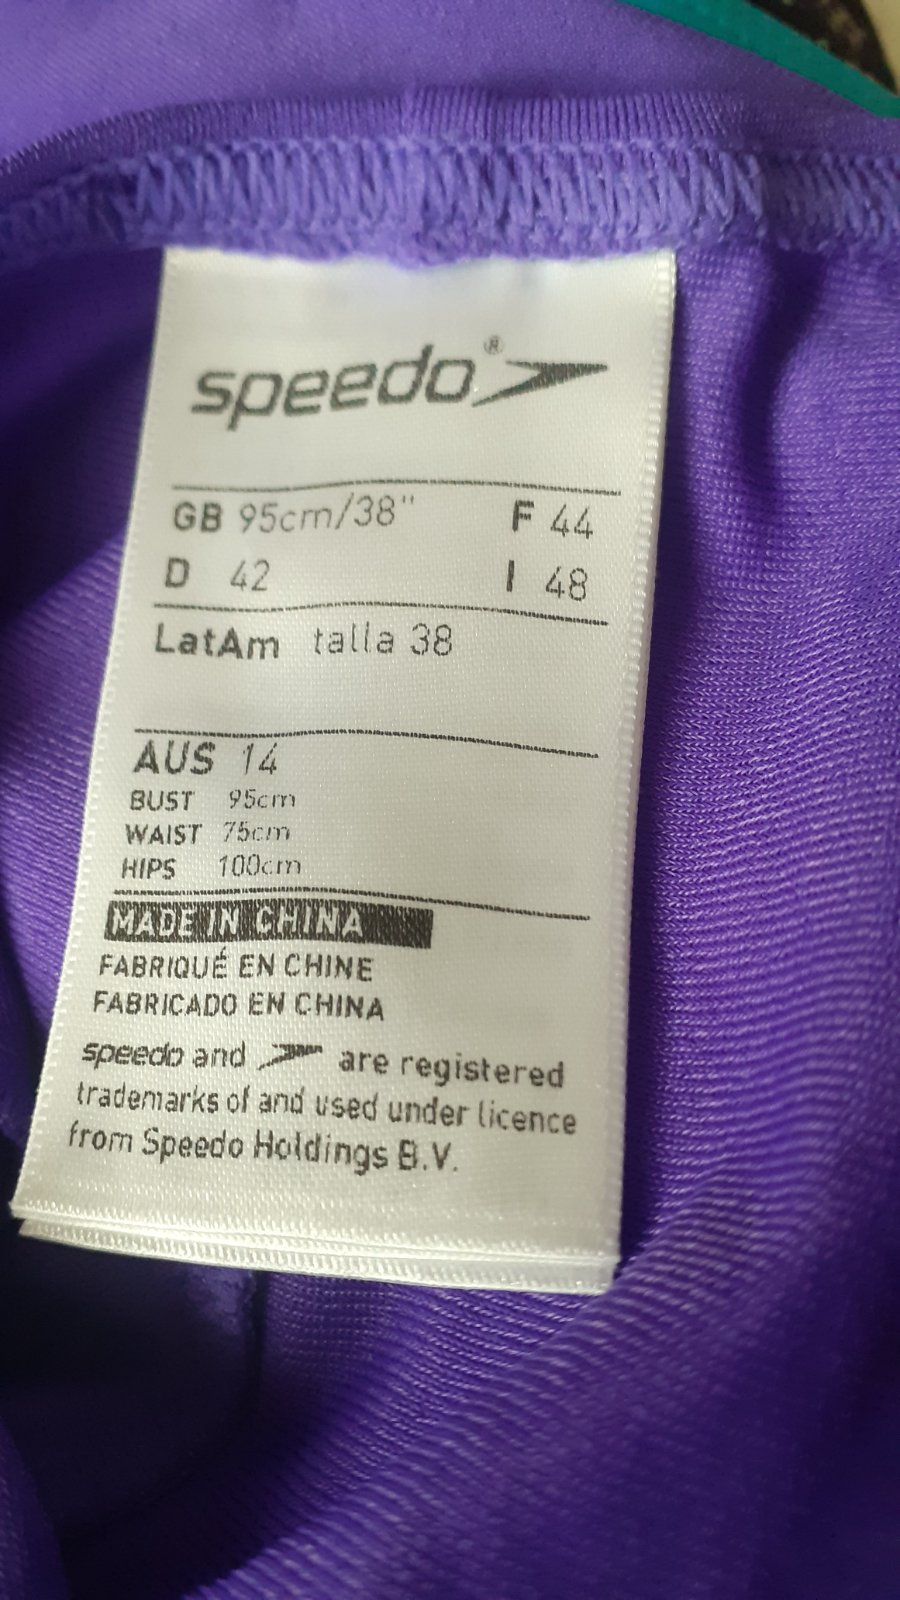 speedo®
GB 95cm/38" F 44
D 42 I 48
LatAm talla 38
AUS 14
BUST 95cm
WAIST 75cm
HIPS 100cm
MADE IN CHINA
FABRIQUÉ EN CHINE
FABRICADO EN CHINA
speedo and are registered
trademarks of and used under licence
from Speedo Holdings B.V.